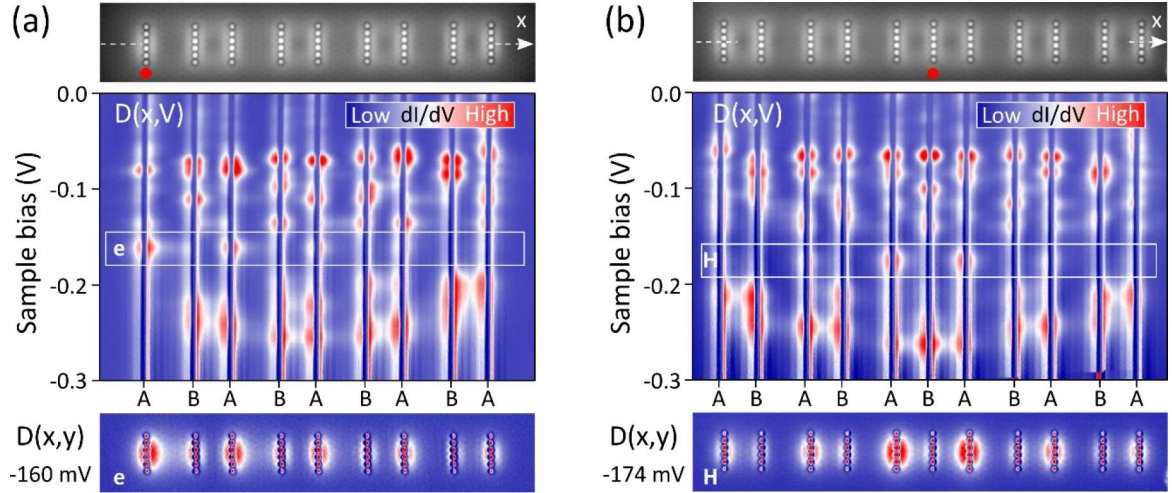 (a)
x
D(x,V)
Low dI/dV High
Sample bias (V)
0.0
-0.1
-0.2
-0.3
e
A B A B A B A B A
D(x,y)
-160 mV
e
(b)
x
D(x,V)
Low dI/dV High
Sample bias (V)
0.0
-0.1
-0.2
-0.3
H
A B A B A B A B A B A
D(x,y)
-174 mV
H